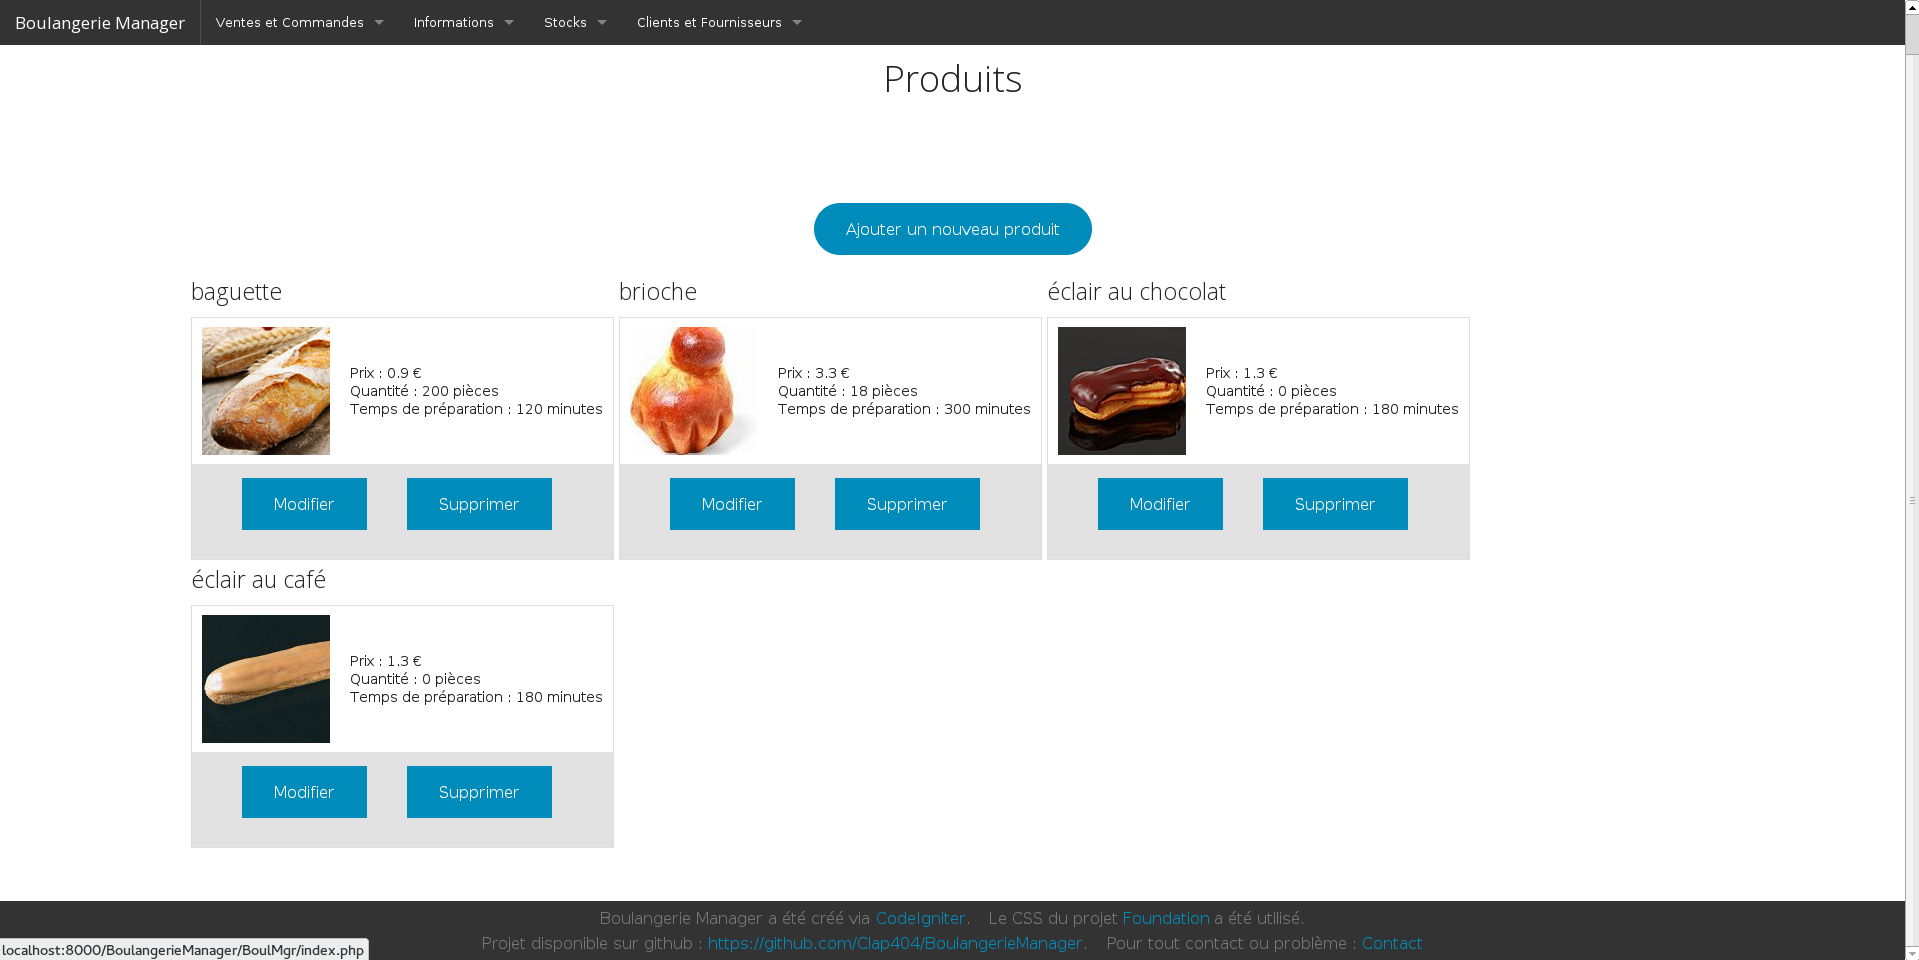 Boulangerie Manager Ventes et Commandes Informations Stocks Clients et Fournisseurs
Produits
Ajouter un nouveau produit
baguette
Prix : 0.9 €
Quantité : 200 pièces
Temps de préparation : 120 minutes
Modifier Supprimer
brioche
Prix : 3.3 €
Quantité : 18 pièces
Temps de préparation : 300 minutes
Modifier Supprimer
éclair au chocolat
Prix : 1.3 €
Quantité : 0 pièces
Temps de préparation : 180 minutes
Modifier Supprimer
éclair au café
Prix : 1.3 €
Quantité : 0 pièces
Temps de préparation : 180 minutes
Modifier Supprimer
Boulangerie Manager a été créé via CodeIgniter. Le CSS du projet Foundation a été utilisé.
Projet disponible sur github : https://github.com/Clap404/BoulangerieManager. Pour tout contact ou problème : Contact
localhost:8000/BoulangerieManager/BoulMgr/index.php